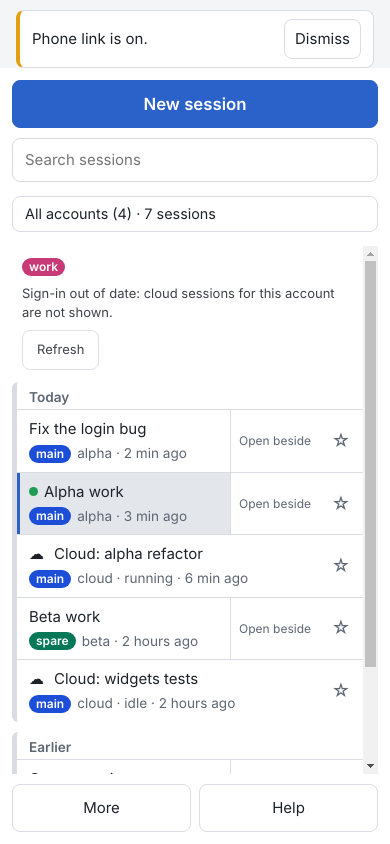 Phone link is on.
Dismiss
New session
Search sessions
All accounts (4) · 7 sessions
work
Sign-in out of date: cloud sessions for this account
are not shown.
Refresh
Today
Fix the login bug
main alpha · 2 min ago
Open beside
Alpha work
main alpha · 3 min ago
Open beside
Cloud: alpha refactor
main cloud · running · 6 min ago
Beta work
spare beta · 2 hours ago
Open beside
Cloud: widgets tests
main cloud · idle · 2 hours ago
Earlier
More
Help